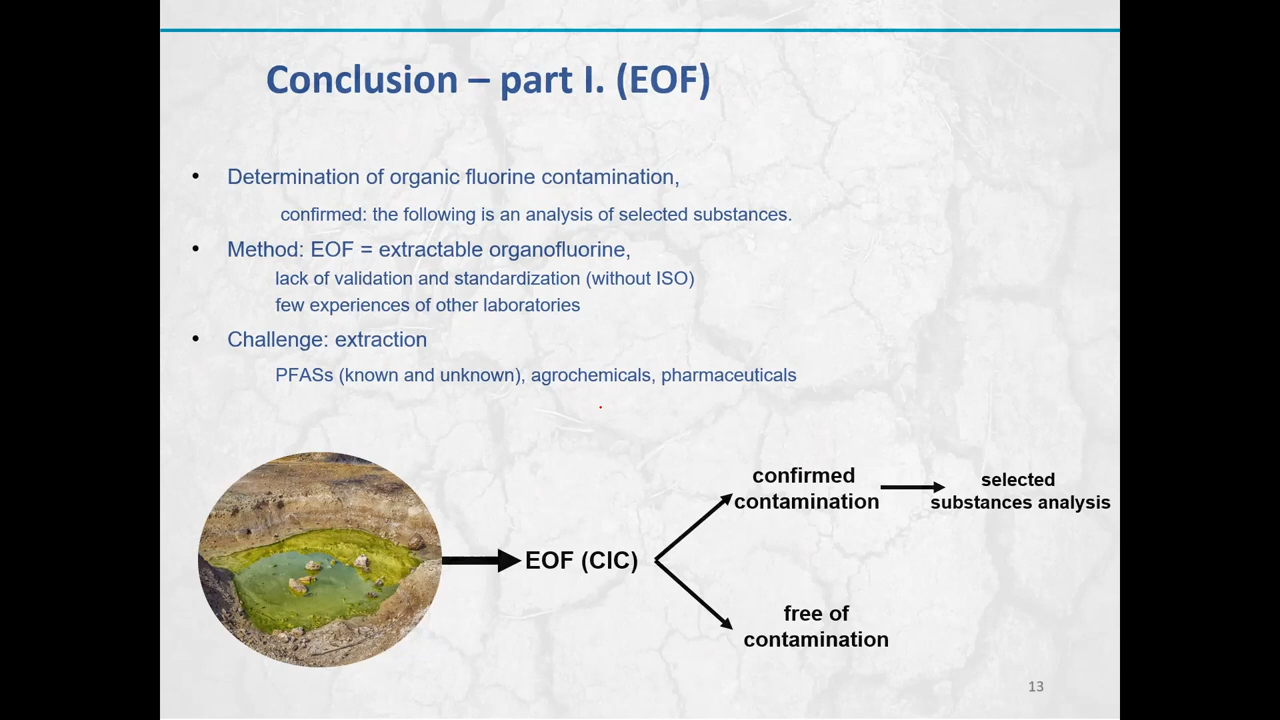 Conclusion – part I. (EOF)
• Determination of organic fluorine contamination,
confirmed: the following is an analysis of selected substances.
• Method: EOF = extractable organofluorine,
lack of validation and standardization (without ISO)
few experiences of other laboratories
• Challenge: extraction
PFASs (known and unknown), agrochemicals, pharmaceuticals
confirmed
contamination
selected
substances analysis
EOF (CIC)
free of
contamination
13